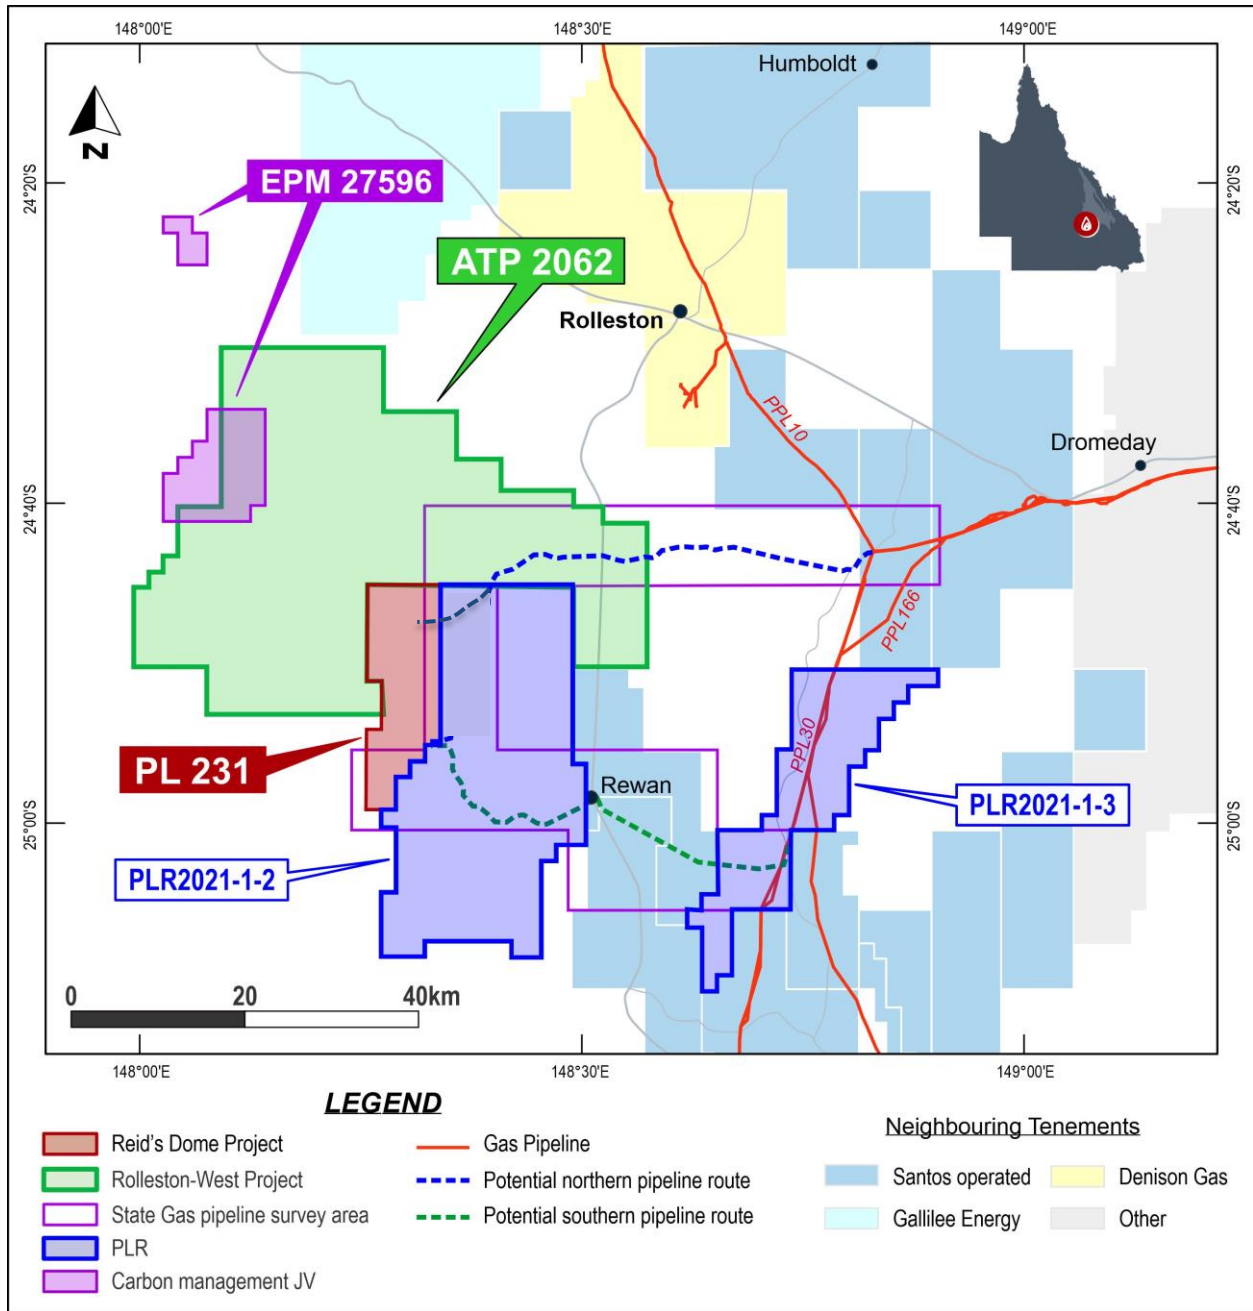 148°00'E
148°30'E
149°00'E
Humboldt
N
24°20'S
24°20'S
EPM 27596
ATP 2062
Rolleston
PPL10
Dromeday
24°40'S
24°40'S
PPL166
PL 231
PPL30
Rewan
PLR2021-1-3
25°00'S
25°00'S
PLR2021-1-2
0 20 40km
148°00'E
148°30'E
149°00'E
LEGEND
Reid's Dome Project
Rolleston-West Project
State Gas pipeline survey area
PLR
Carbon management JV
Gas Pipeline
Potential northern pipeline route
Potential southern pipeline route
Neighbouring Tenements
Santos operated
Denison Gas
Gallilee Energy
Other